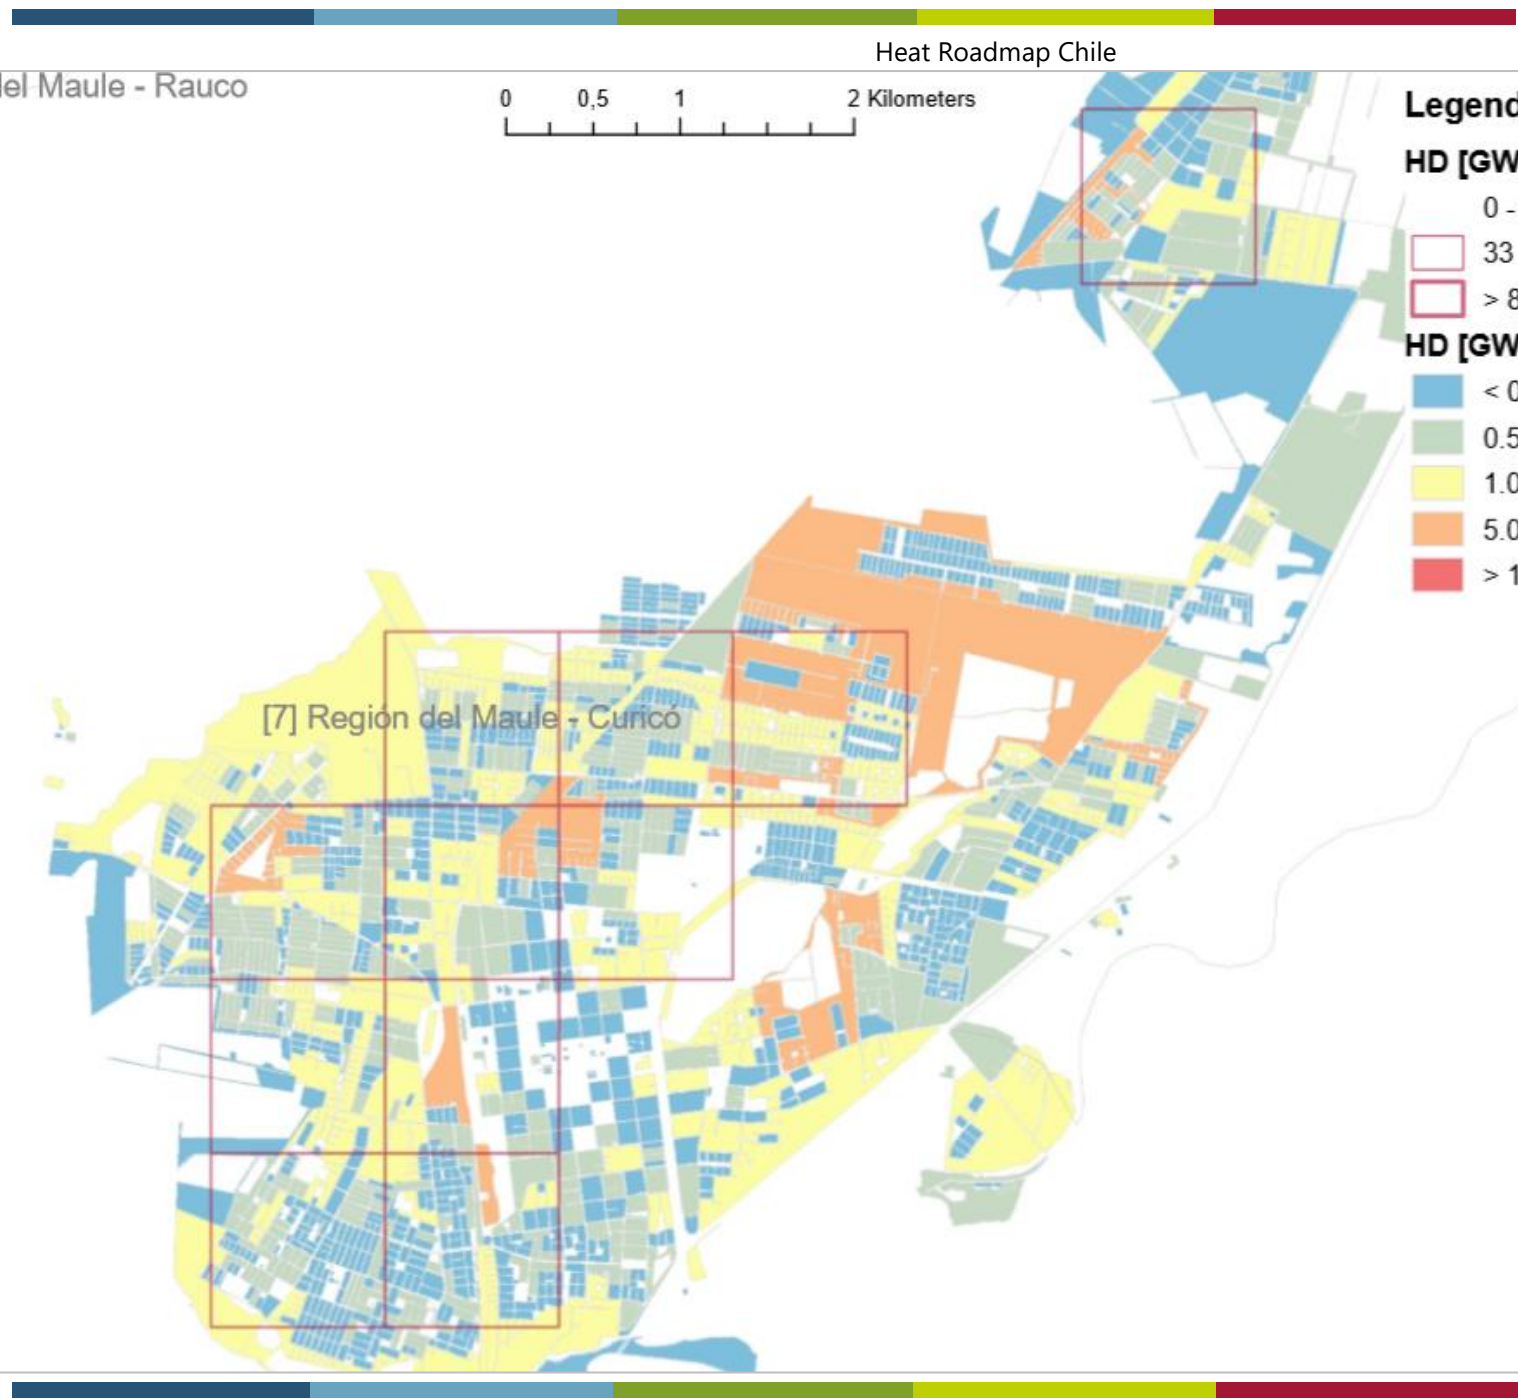 Heat Roadmap Chile
del Maule - Rauco
0 0,5 1 2 Kilometers
Legend
HD [GW
0 -
33
> 8
HD [GW
< 0
0.5
1.0
5.0
> 1
[7] Región del Maule - Curicó